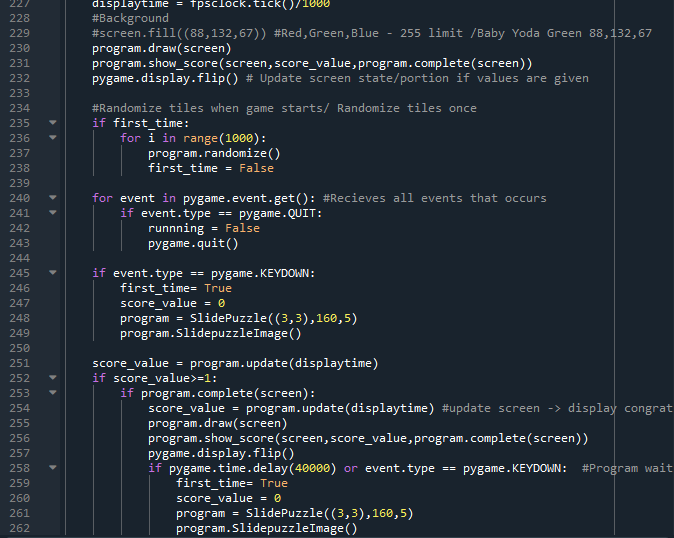 227 displaytime = fpsclock.tick()/1000
228 #Background
229 #screen.fill((88,132,67)) #Red,Green,Blue - 255 limit /Baby Yoda Green 88,132,67
230 program.draw(screen)
231 program.show_score(screen,score_value,program.complete(screen))
232 pygame.display.flip() # Update screen state/portion if values are given
233
234 #Randomize tiles when game starts/ Randomize tiles once
235 if first_time:
236 for i in range(1000):
237 program.randomize()
238 first_time = False
239
240 for event in pygame.event.get(): #Recieves all events that occurs
241 if event.type == pygame.QUIT:
242 runnning = False
243 pygame.quit()
244
245 if event.type == pygame.KEYDOWN:
246 first_time= True
247 score_value = 0
248 program = SlidePuzzle((3,3),160,5)
249 program.SlidepuzzleImage()
250
251 score_value = program.update(displaytime)
252 if score_value>=1:
253 if program.complete(screen):
254 score_value = program.update(displaytime) #update screen -> display congrat
255 program.draw(screen)
256 program.show_score(screen,score_value,program.complete(screen))
257 pygame.display.flip()
258 if pygame.time.delay(40000) or event.type == pygame.KEYDOWN: #Program wait
259 first_time= True
260 score_value = 0
261 program = SlidePuzzle((3,3),160,5)
262 program.SlidepuzzleImage()